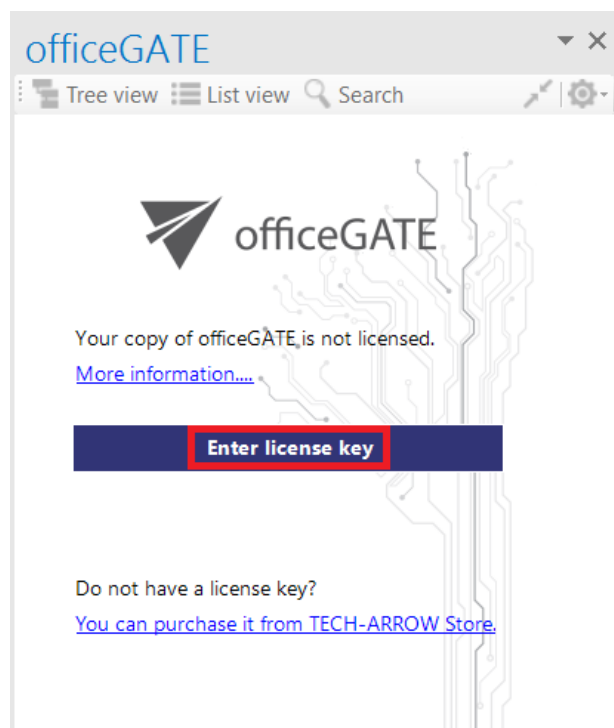 officeGATE
Tree view List view Search
officeGATE
Your copy of officeGATE is not licensed.
More information....
Enter license key
Do not have a license key?
You can purchase it from TECH-ARROW Store.